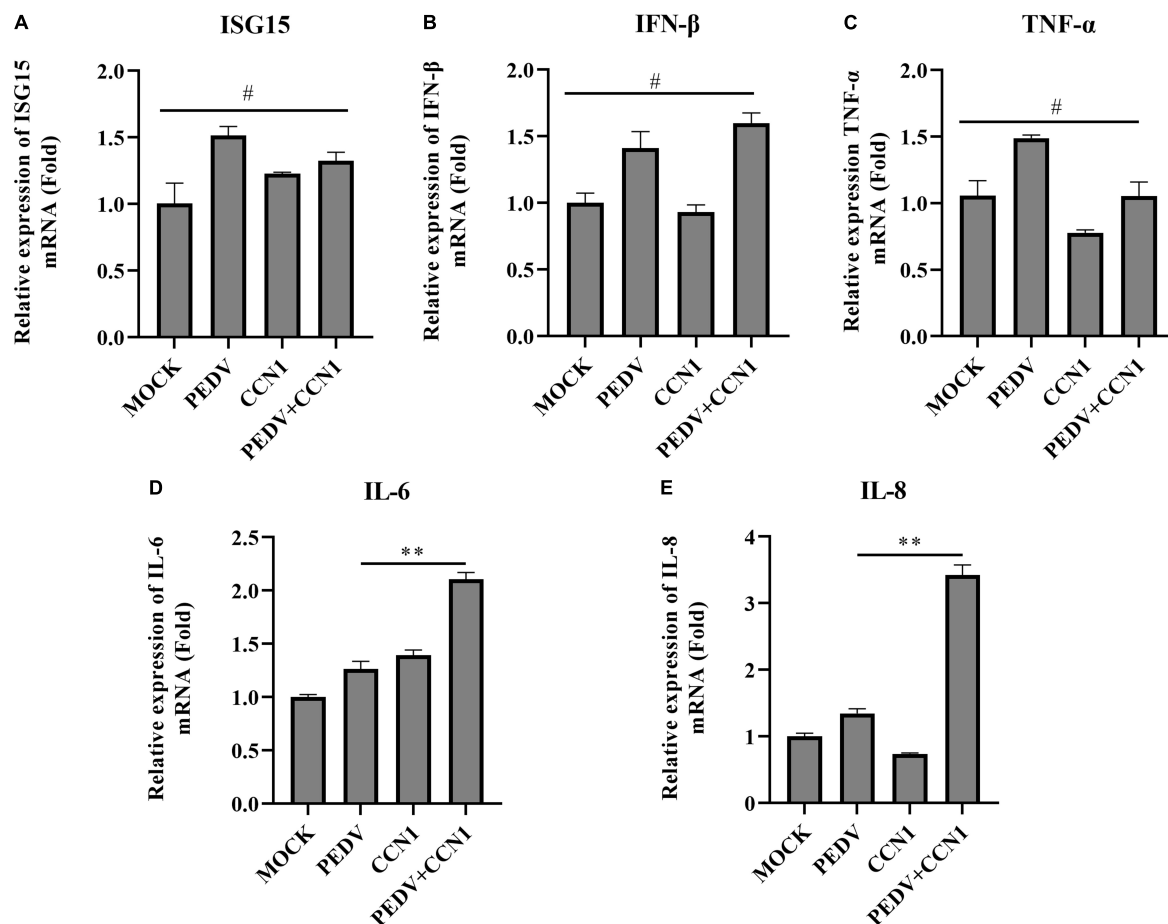 A
ISG15
Relative expression of ISG15
mRNA (Fold)
2.0
1.5
1.0
0.5
0.0
#
MOCK
PEDV
CCN1
PEDV+CCN1
B
IFN-β
Relative expression of IFN-β
mRNA (Fold)
2.0
1.5
1.0
0.5
0.0
#
MOCK
PEDV
CCN1
PEDV+CCN1
C
TNF-α
Relative expression TNF-α
mRNA (Fold)
2.0
1.5
1.0
0.5
0.0
#
MOCK
PEDV
CCN1
PEDV+CCN1
D
IL-6
Relative expression of IL-6
mRNA (Fold)
2.5
2.0
1.5
1.0
0.5
0.0
**
MOCK
PEDV
CCN1
PEDV+CCN1
E
IL-8
Relative expression of IL-8
mRNA (Fold)
4
3
2
1
0
**
MOCK
PEDV
CCN1
PEDV+CCN1